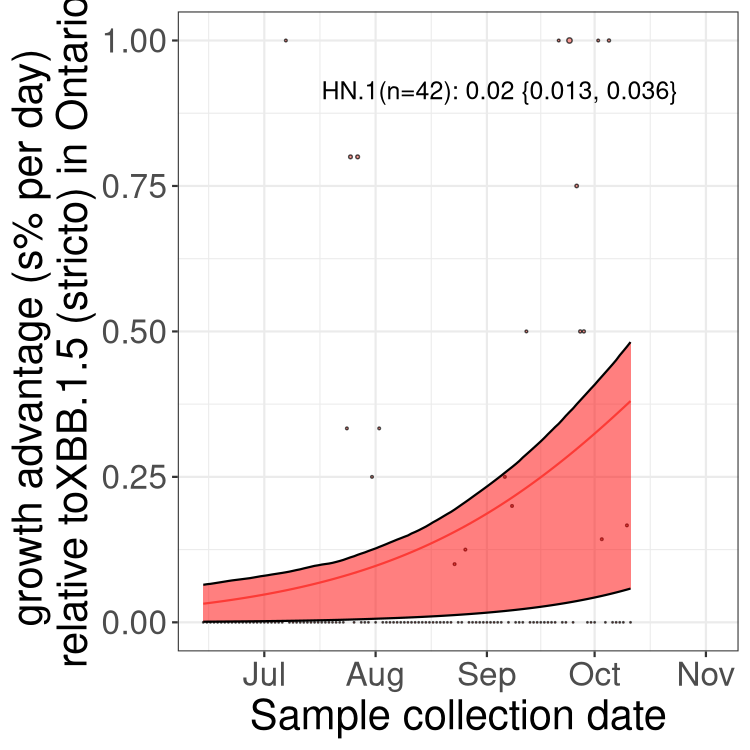 growth advantage (s% per day)
relative toXBB.1.5 (stricto) in Ontario
1.00
0.75
0.50
0.25
0.00
HN.1(n=42): 0.02 {0.013, 0.036}
Jul Aug Sep Oct Nov
Sample collection date